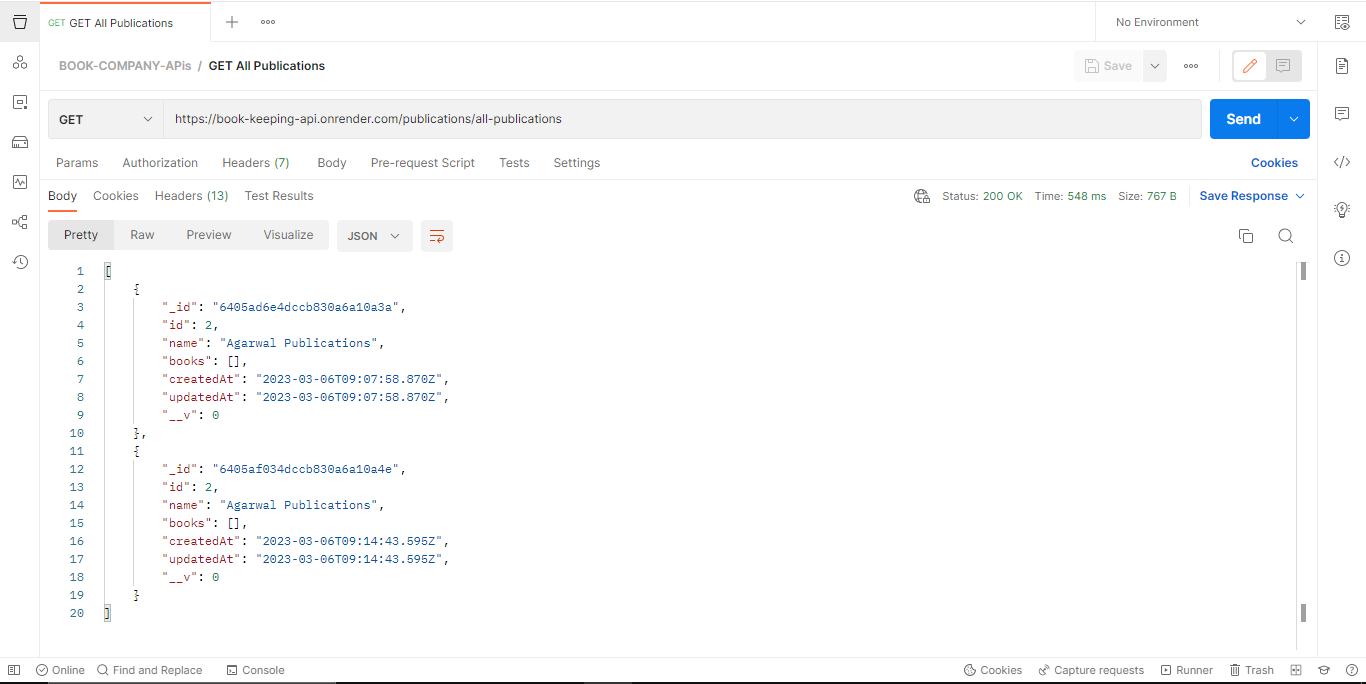 GET GET All Publications
No Environment
BOOK-COMPANY-APIs / GET All Publications
Save
GET
https://book-keeping-api.onrender.com/publications/all-publications
Send
Params Authorization Headers (7) Body Pre-request Script Tests Settings Cookies
Body Cookies Headers (13) Test Results Status: 200 OK Time: 548 ms Size: 767 B Save Response
Pretty Raw Preview Visualize JSON
1 [
2 {
3 "_id": "6405ad6e4dccb830a6a10a3a",
4 "id": 2,
5 "name": "Agarwal Publications",
6 "books": [],
7 "createdAt": "2023-03-06T09:07:58.870Z",
8 "updatedAt": "2023-03-06T09:07:58.870Z",
9 "__v": 0
10 },
11 {
12 "_id": "6405af034dccb830a6a10a4e",
13 "id": 2,
14 "name": "Agarwal Publications",
15 "books": [],
16 "createdAt": "2023-03-06T09:14:43.595Z",
17 "updatedAt": "2023-03-06T09:14:43.595Z",
18 "__v": 0
19 }
20 ]
Online Find and Replace Console Cookies Capture requests Runner Trash